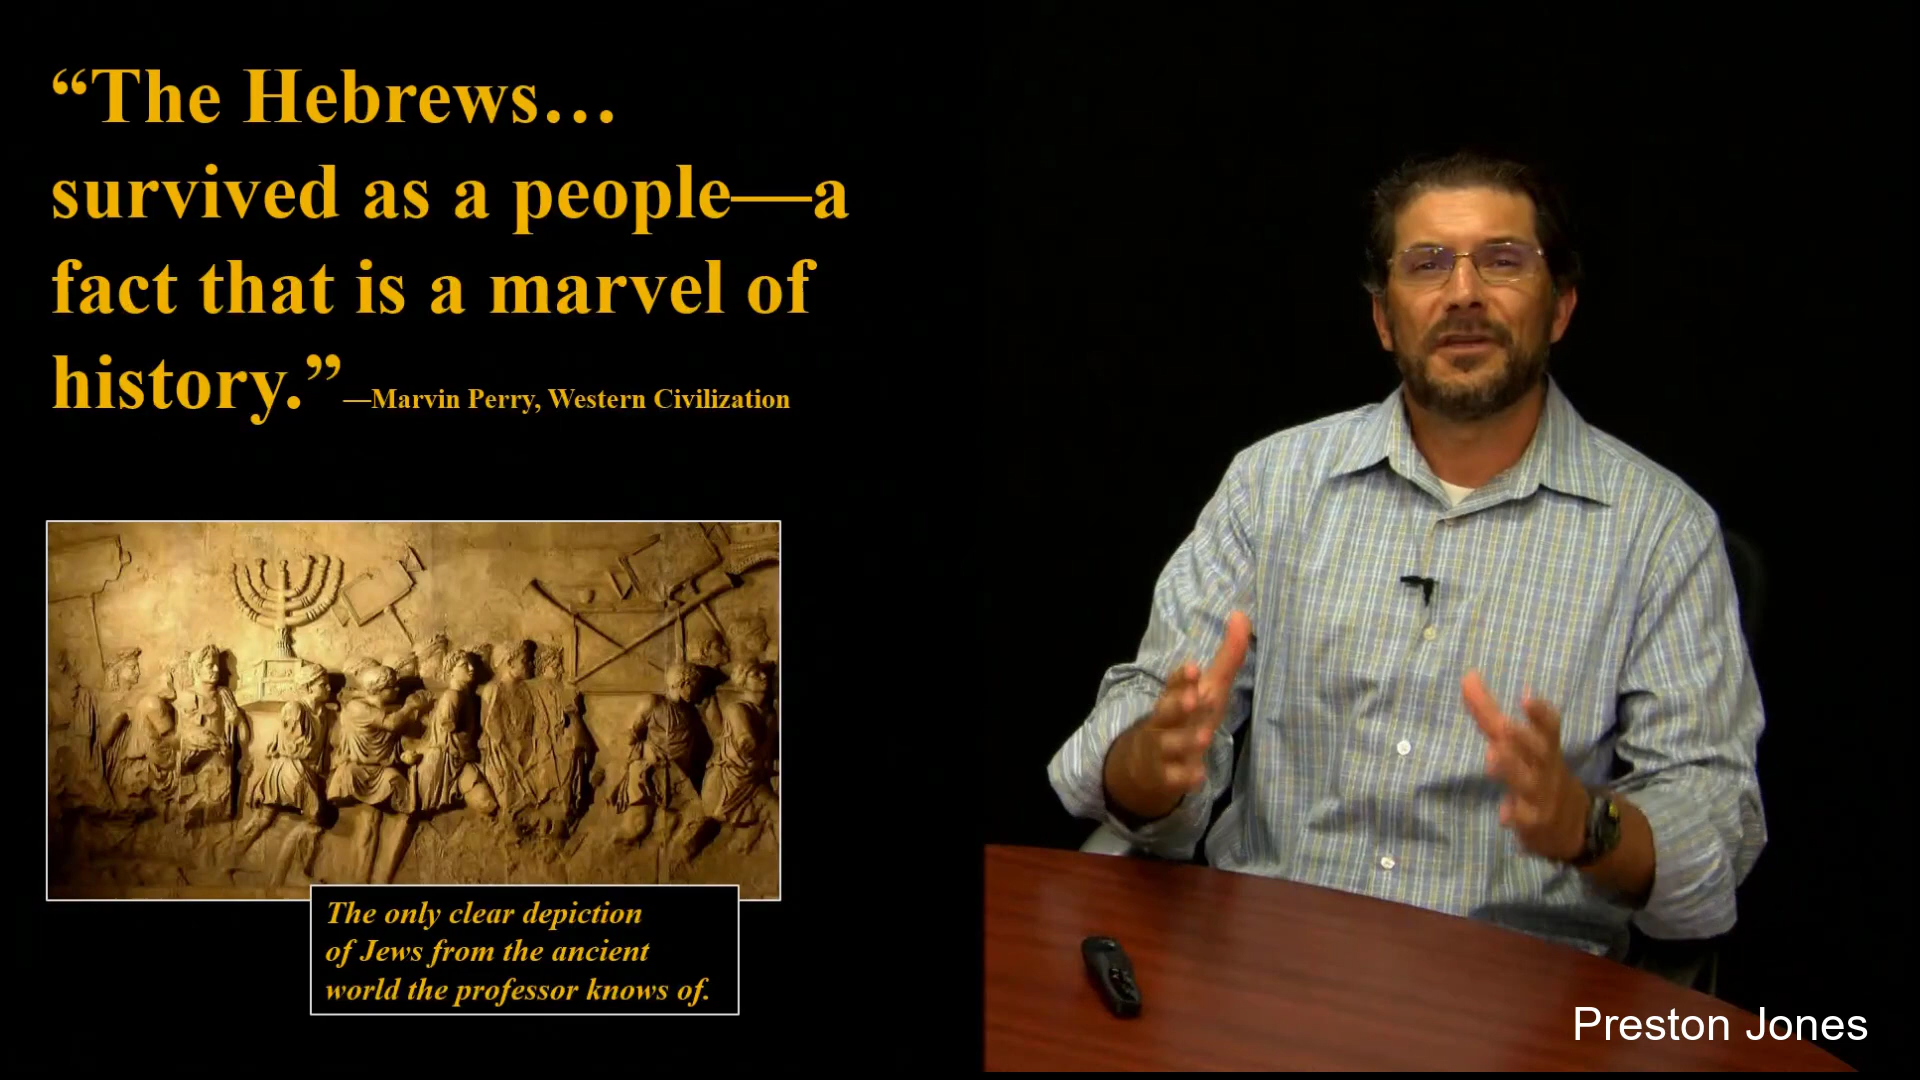 “The Hebrews…
survived as a people—a
fact that is a marvel of
history.”—Marvin Perry, Western Civilization
The only clear depiction
of Jews from the ancient
world the professor knows of.
Preston Jones